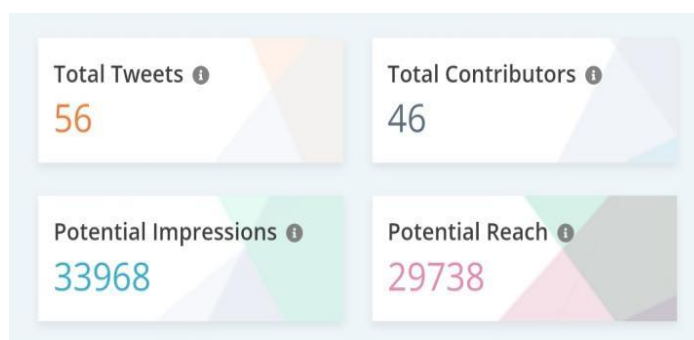 Total Tweets
56
Total Contributors
46
Potential Impressions
33968
Potential Reach
29738